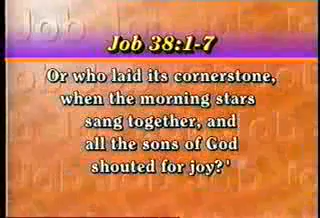 Job 38:1-7
Or who laid its cornerstone,
when the morning stars
sang together, and
all the sons of God
shouted for joy?'